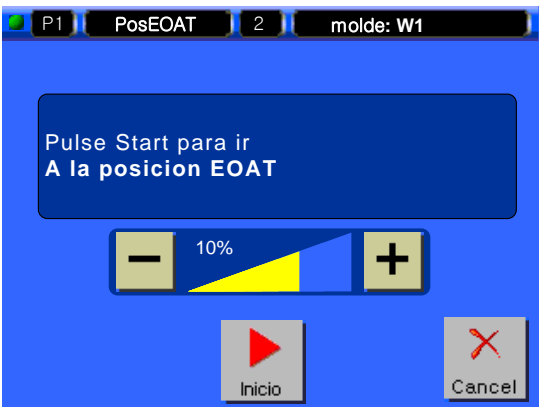 P1 PosEOAT 2 molde: W1
Pulse Start para ir
A la posicion EOAT
− 10% +
Inicio
Cancel